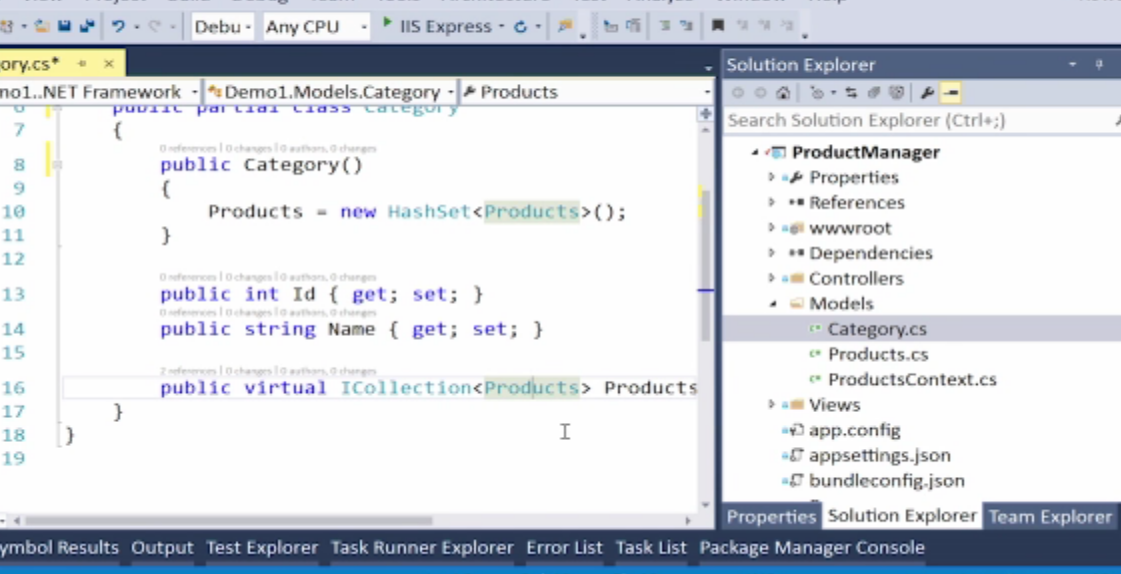 Debu Any CPU IIS Express
ory.cs*
mo1..NET Framework Demo1.Models.Category Products
public partial class Category
7 {
0 references | 0 changes | 0 authors, 0 changes
8 public Category()
9 {
10 Products = new HashSet<Products>();
11 }
12
0 references | 0 changes | 0 authors, 0 changes
13 public int Id { get; set; }
0 references | 0 changes | 0 authors, 0 changes
14 public string Name { get; set; }
15
2 references | 0 changes | 0 authors, 0 changes
16 public virtual ICollection<Products> Products
17 }
18 }
19
Solution Explorer
Search Solution Explorer (Ctrl+;)
ProductManager
Properties
References
wwwroot
Dependencies
Controllers
Models
Category.cs
Products.cs
ProductsContext.cs
Views
app.config
appsettings.json
bundleconfig.json
Properties Solution Explorer Team Explorer
ymbol Results Output Test Explorer Task Runner Explorer Error List Task List Package Manager Console